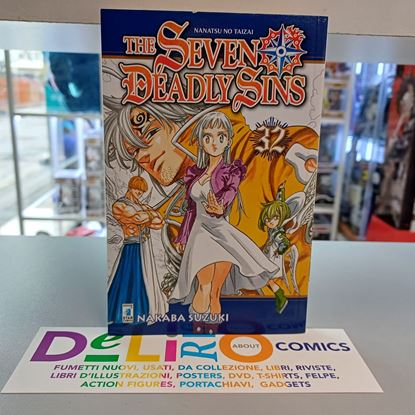 NANATSU NO TAIZAI
THE SEVEN
DEADLY SINS
32
NAKABA SUZUKI
DeLiRiO ABOUT COMICS
FUMETTI NUOVI, USATI, DA COLLEZIONE, LIBRI, RIVISTE,
LIBRI D'ILLUSTRAZIONI, POSTERS, DVD, T-SHIRTS, FELPE,
ACTION FIGURES, PORTACHIAVI, GADGETS